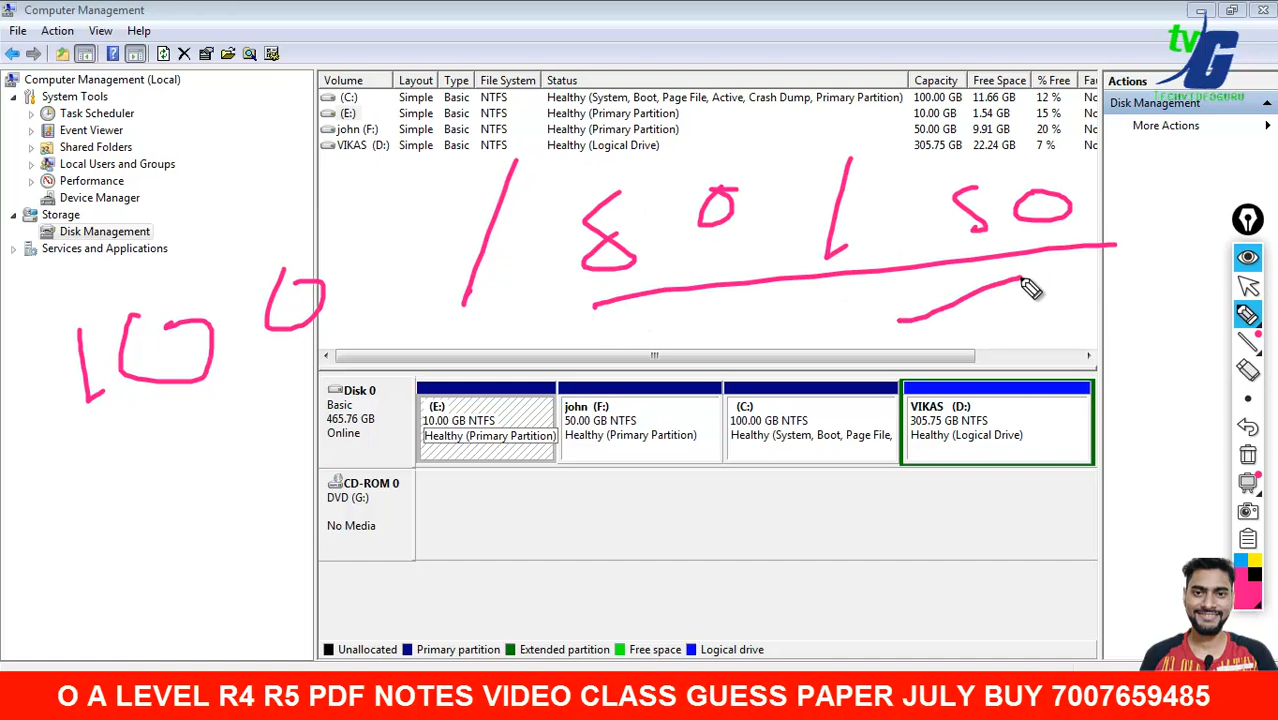 Computer Management
File Action View Help
Computer Management (Local)
System Tools
Task Scheduler
Event Viewer
Shared Folders
Local Users and Groups
Performance
Device Manager
Storage
Disk Management
Services and Applications
Volume Layout Type File System Status Capacity Free Space % Free Fau
(C:) Simple Basic NTFS Healthy (System, Boot, Page File, Active, Crash Dump, Primary Partition) 100.00 GB 11.66 GB 12 % No
(E:) Simple Basic NTFS Healthy (Primary Partition) 10.00 GB 1.54 GB 15 % No
john (F:) Simple Basic NTFS Healthy (Primary Partition) 50.00 GB 9.91 GB 20 % No
VIKAS (D:) Simple Basic NTFS Healthy (Logical Drive) 305.75 GB 22.24 GB 7 % No
80 50
100
Disk 0
Basic
465.76 GB
Online
(E:)
10.00 GB NTFS
Healthy (Primary Partition)
john (F:)
50.00 GB NTFS
Healthy (Primary Partition)
(C:)
100.00 GB NTFS
Healthy (System, Boot, Page File,
VIKAS (D:)
305.75 GB NTFS
Healthy (Logical Drive)
CD-ROM 0
DVD (G:)
No Media
Unallocated Primary partition Extended partition Free space Logical drive
Actions
Disk Management
More Actions
tv G
TECHVIDFOGURU
O A LEVEL R4 R5 PDF NOTES VIDEO CLASS GUESS PAPER JULY BUY 7007659485